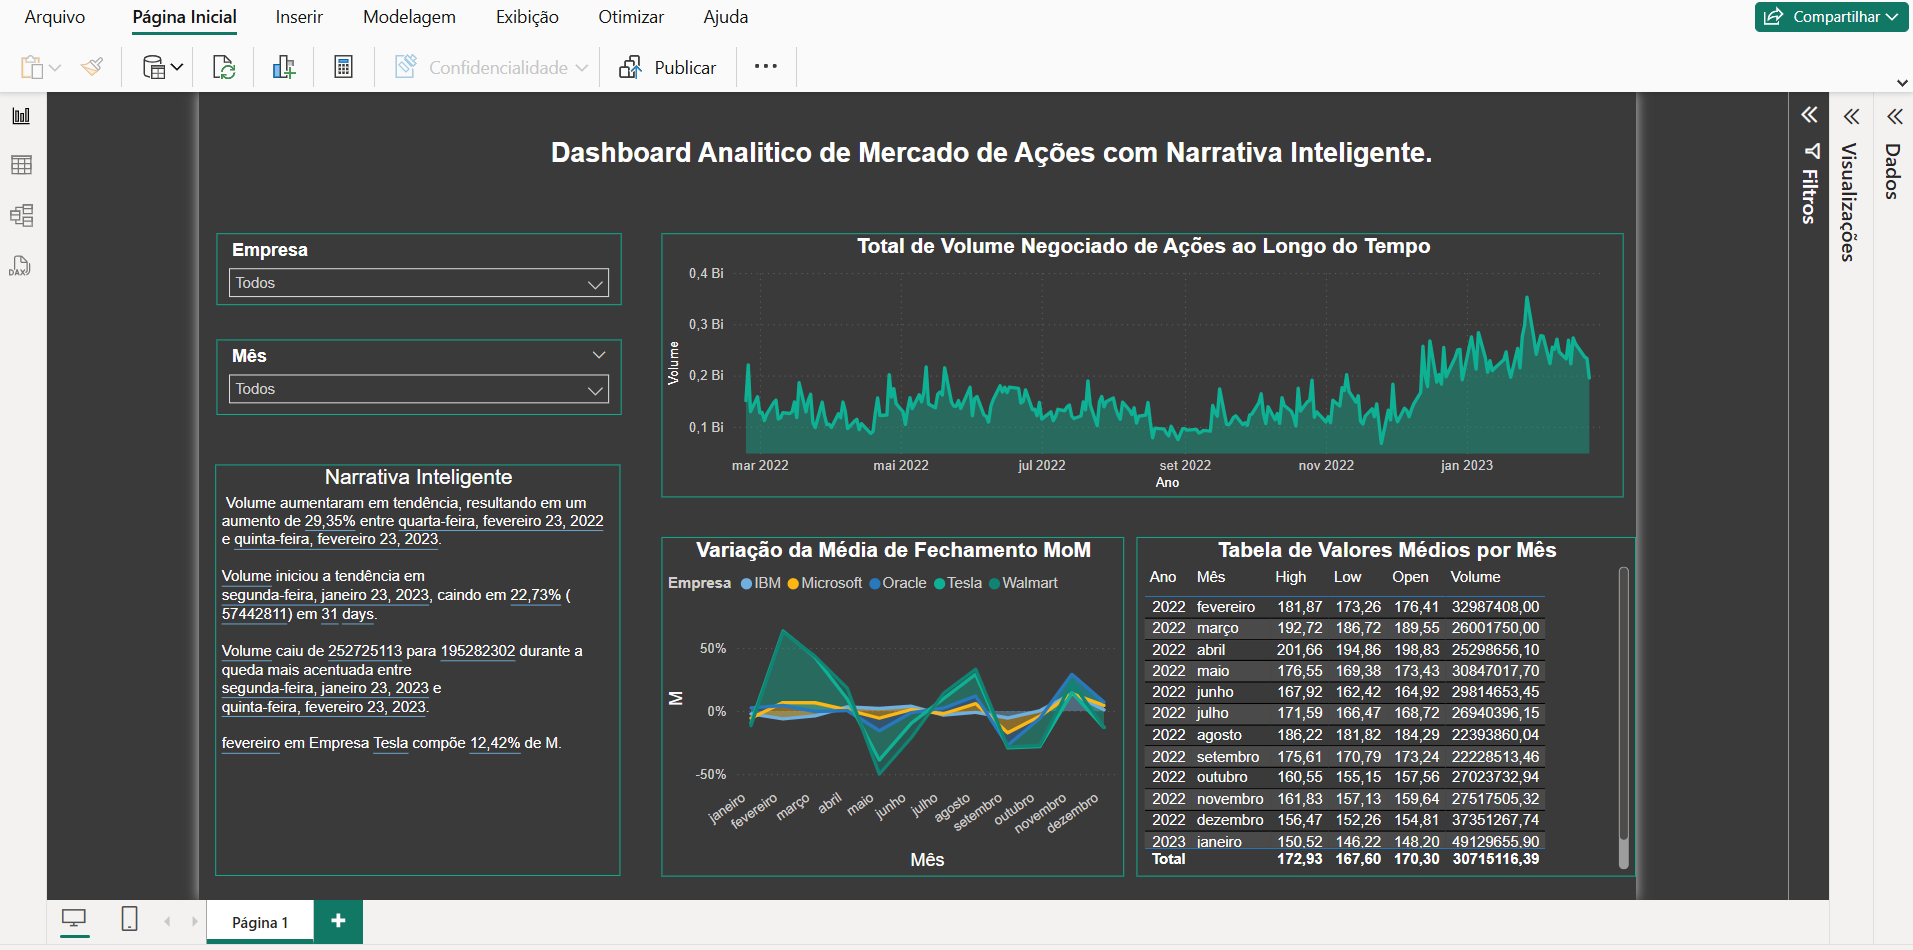 Arquivo Página Inicial Inserir Modelagem Exibição Otimizar Ajuda Compartilhar
Confidencialidade Publicar
DAX
Filtros
Visualizações
Dados
Dashboard Analitico de Mercado de Ações com Narrativa Inteligente.
Empresa
Todos
Mês
Todos
Narrativa Inteligente
Volume aumentaram em tendência, resultando em um
aumento de 29,35% entre quarta-feira, fevereiro 23, 2022
e quinta-feira, fevereiro 23, 2023.
Volume iniciou a tendência em
segunda-feira, janeiro 23, 2023, caindo em 22,73% (
57442811) em 31 days.
Volume caiu de 252725113 para 195282302 durante a
queda mais acentuada entre
segunda-feira, janeiro 23, 2023 e
quinta-feira, fevereiro 23, 2023.
fevereiro em Empresa Tesla compõe 12,42% de M.
Total de Volume Negociado de Ações ao Longo do Tempo
Volume
0,4 Bi
0,3 Bi
0,2 Bi
0,1 Bi
mar 2022 mai 2022 jul 2022 set 2022 nov 2022 jan 2023
Ano
Variação da Média de Fechamento MoM
Empresa IBM Microsoft Oracle Tesla Walmart
M
50%
0%
-50%
janeiro fevereiro março abril maio junho julho agosto setembro outubro novembro dezembro
Mês
Tabela de Valores Médios por Mês
Ano Mês High Low Open Volume
2022 fevereiro 181,87 173,26 176,41 32987408,00
2022 março 192,72 186,72 189,55 26001750,00
2022 abril 201,66 194,86 198,83 25298656,10
2022 maio 176,55 169,38 173,43 30847017,70
2022 junho 167,92 162,42 164,92 29814653,45
2022 julho 171,59 166,47 168,72 26940396,15
2022 agosto 186,22 181,82 184,29 22393860,04
2022 setembro 175,61 170,79 173,24 22228513,46
2022 outubro 160,55 155,15 157,56 27023732,94
2022 novembro 161,83 157,13 159,64 27517505,32
2022 dezembro 156,47 152,26 154,81 37351267,74
2023 janeiro 150,52 146,22 148,20 49129655,90
Total 172,93 167,60 170,30 30715116,39
Página 1